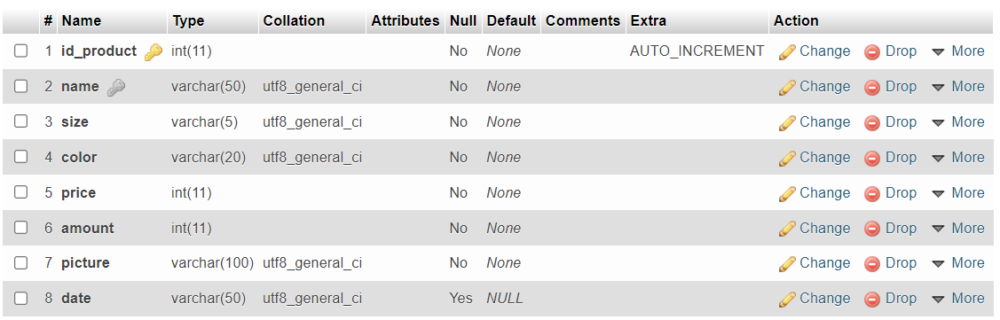 # Name Type Collation Attributes Null Default Comments Extra Action
1 id_product int(11) No None AUTO_INCREMENT Change Drop More
2 name varchar(50) utf8_general_ci No None Change Drop More
3 size varchar(5) utf8_general_ci No None Change Drop More
4 color varchar(20) utf8_general_ci No None Change Drop More
5 price int(11) No None Change Drop More
6 amount int(11) No None Change Drop More
7 picture varchar(100) utf8_general_ci No None Change Drop More
8 date varchar(50) utf8_general_ci Yes NULL Change Drop More